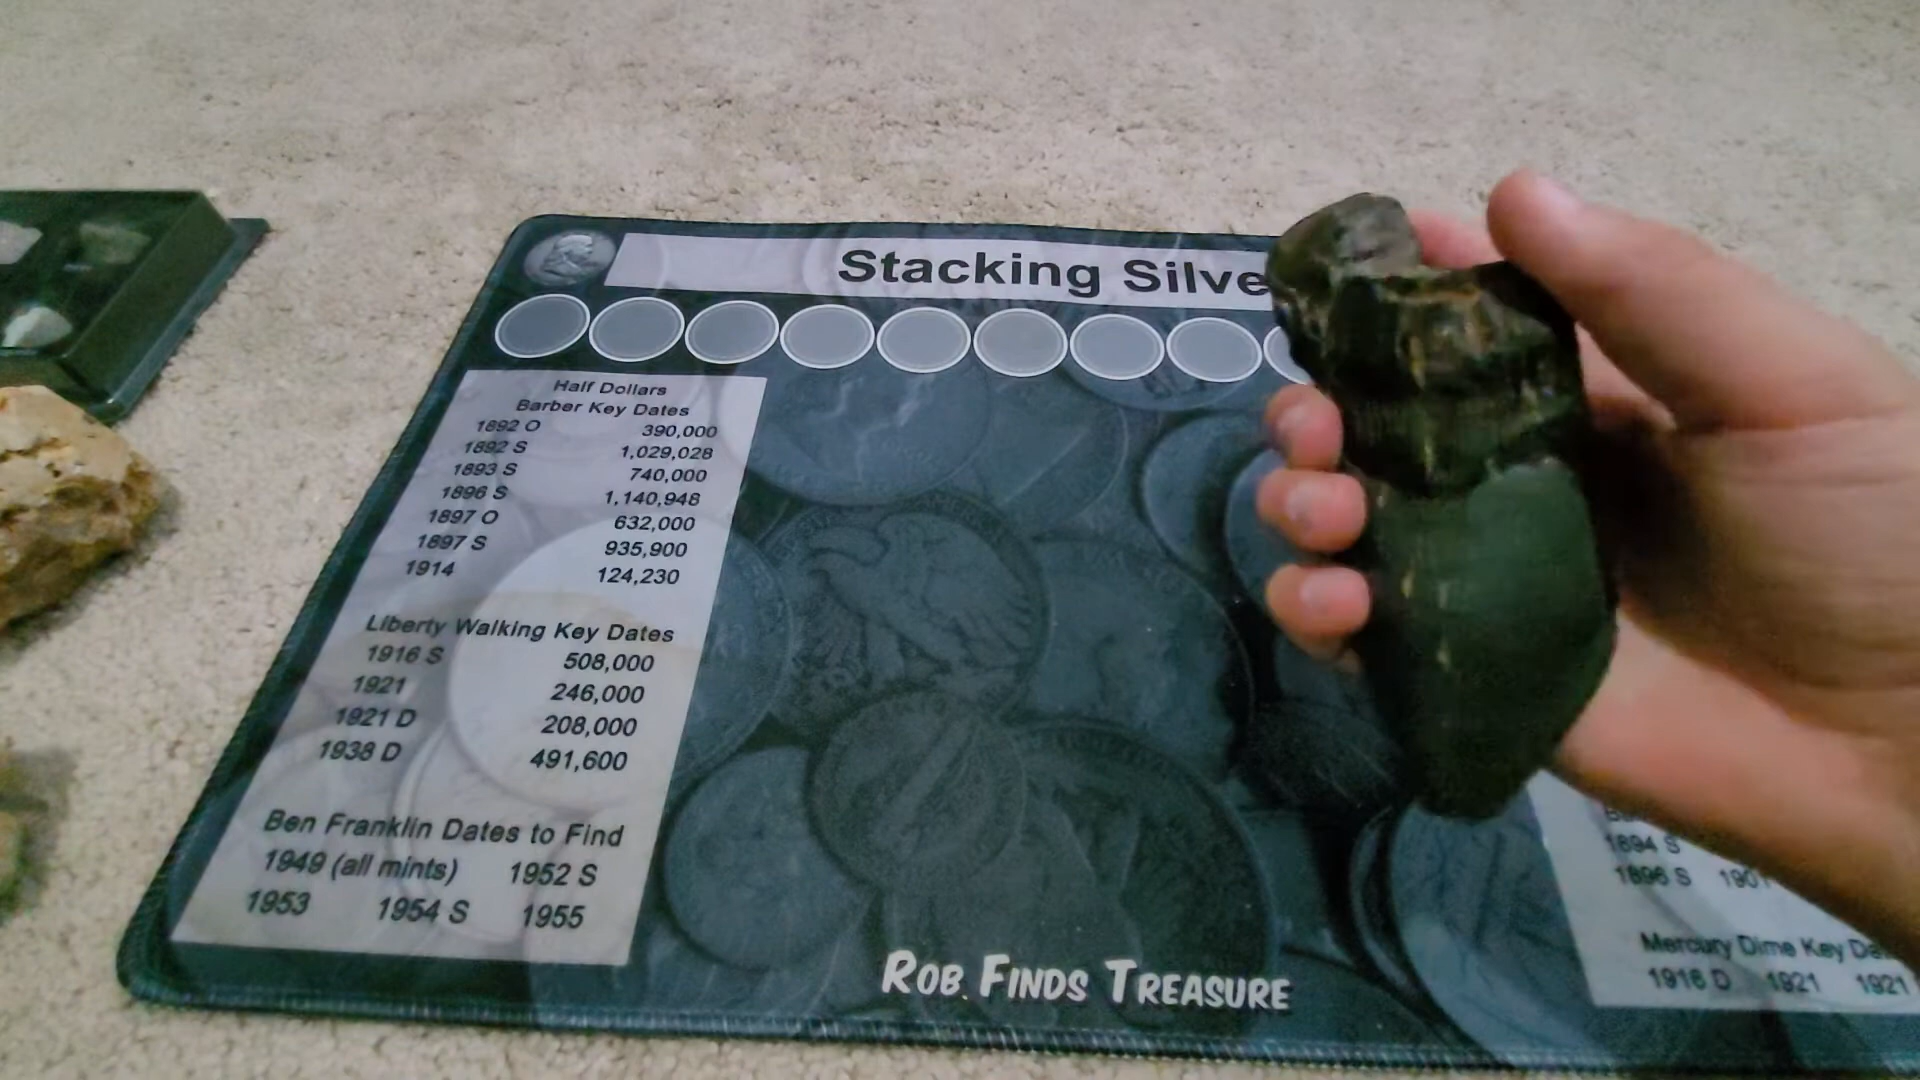 Stacking Silve
Half Dollars
Barber Key Dates
1892 O 390,000
1892 S 1,029,028
1893 S 740,000
1896 S 1,140,948
1897 O 632,000
1897 S 935,900
1914 124,230
Liberty Walking Key Dates
1916 S 508,000
1921 246,000
1921 D 208,000
1938 D 491,600
Ben Franklin Dates to Find
1949 (all mints) 1952 S
1953 1954 S 1955
ROB FINDS TREASURE
1894 S
1896 S 1901
Mercury Dime Key Da
1916 D 1921 1921